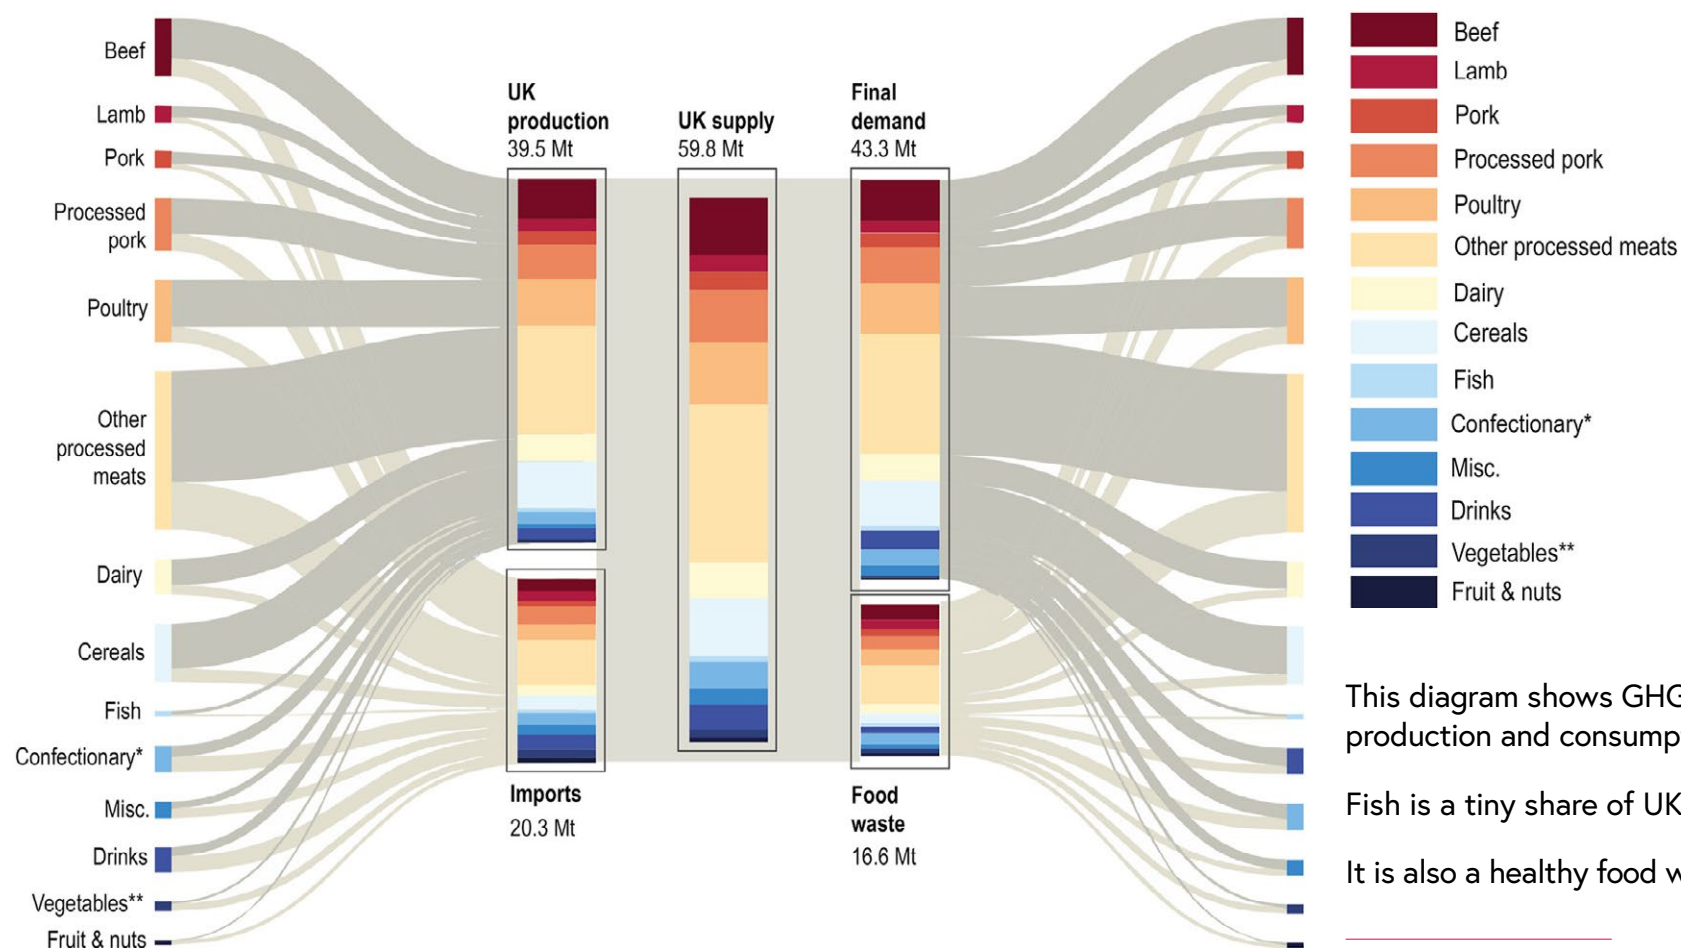 Beef
Lamb
Pork
Processed
pork
Poultry
Other
processed
meats
Dairy
Cereals
Fish
Confectionary*
Misc.
Drinks
Vegetables**
Fruit & nuts
UK
production
39.5 Mt
Imports
20.3 Mt
UK supply
59.8 Mt
Final
demand
43.3 Mt
Food
waste
16.6 Mt
Beef
Lamb
Pork
Processed pork
Poultry
Other processed meats
Dairy
Cereals
Fish
Confectionary*
Misc.
Drinks
Vegetables**
Fruit & nuts
This diagram shows GHG
production and consump
Fish is a tiny share of UK
It is also a healthy food w